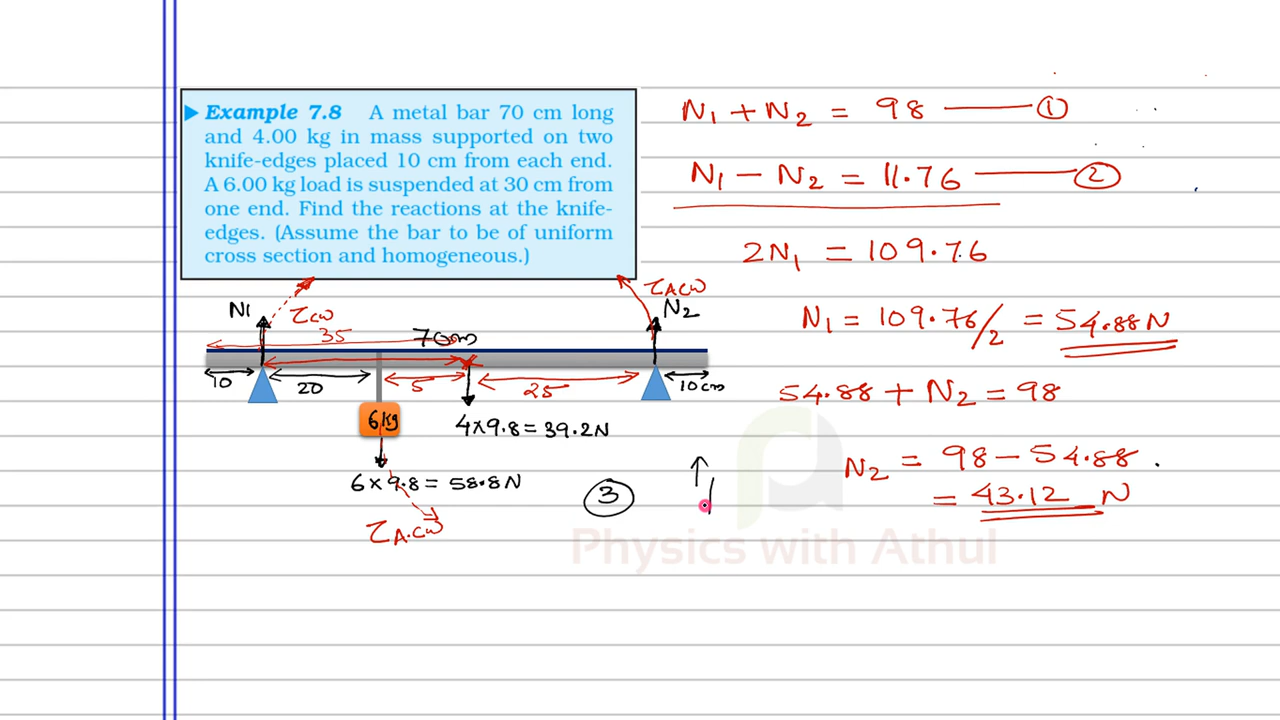 ▶ Example 7.8 A metal bar 70 cm long
and 4.00 kg in mass supported on two
knife-edges placed 10 cm from each end.
A 6.00 kg load is suspended at 30 cm from
one end. Find the reactions at the knife-
edges. (Assume the bar to be of uniform
cross section and homogeneous.)
N₁ + N₂ = 98 —— ①
N₁ − N₂ = 11.76 —— ②
2N₁ = 109.76
N₁ = 109.76/2 = 54.88 N
54.88 + N₂ = 98
N₂ = 98 − 54.88
= 43.12 N
N1
τcw
35
70cm
τACW
N2
10
20
5
25
10cm
6kg
4×9.8 = 39.2N
6 × 9.8 = 58.8 N
τA.CW
③
Physics with Athul